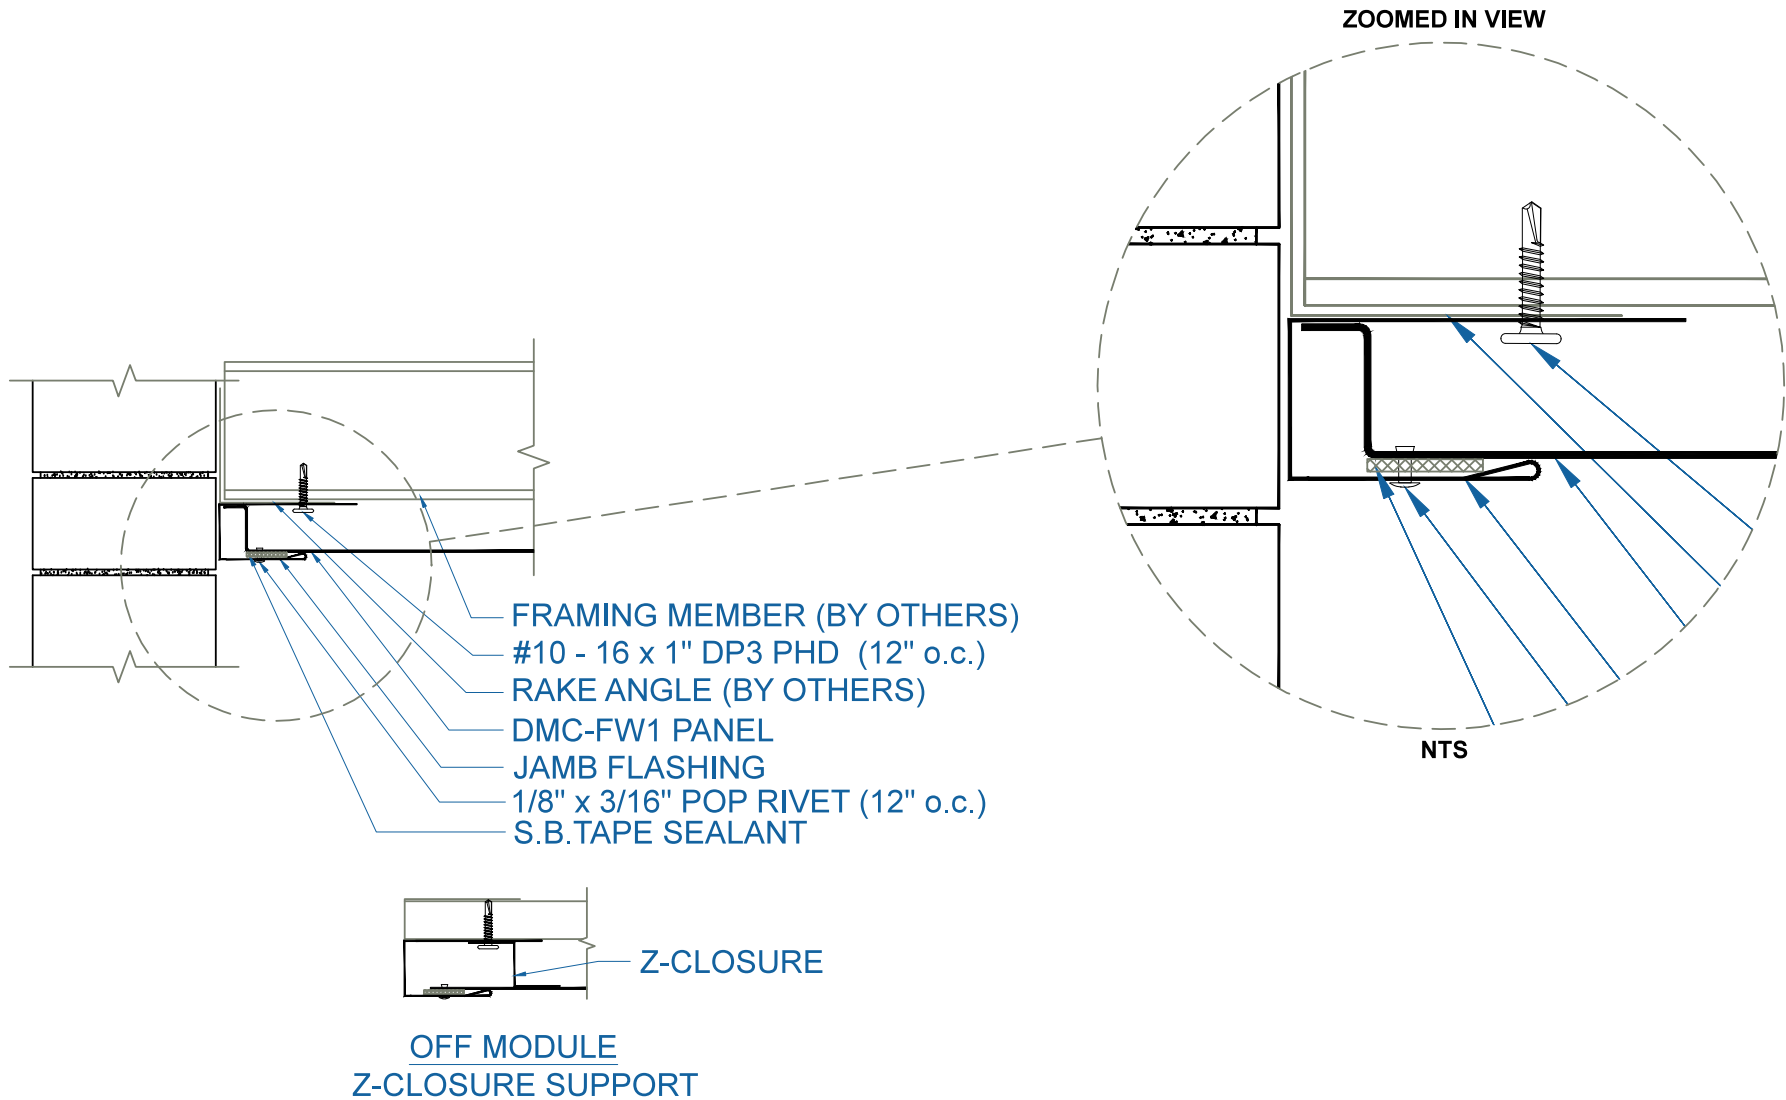 ZOOMED IN VIEW
FRAMING MEMBER (BY OTHERS)
#10 - 16 x 1" DP3 PHD (12" o.c.)
RAKE ANGLE (BY OTHERS)
DMC-FW1 PANEL
JAMB FLASHING
1/8" x 3/16" POP RIVET (12" o.c.)
S.B.TAPE SEALANT
NTS
Z-CLOSURE
OFF MODULE
Z-CLOSURE SUPPORT